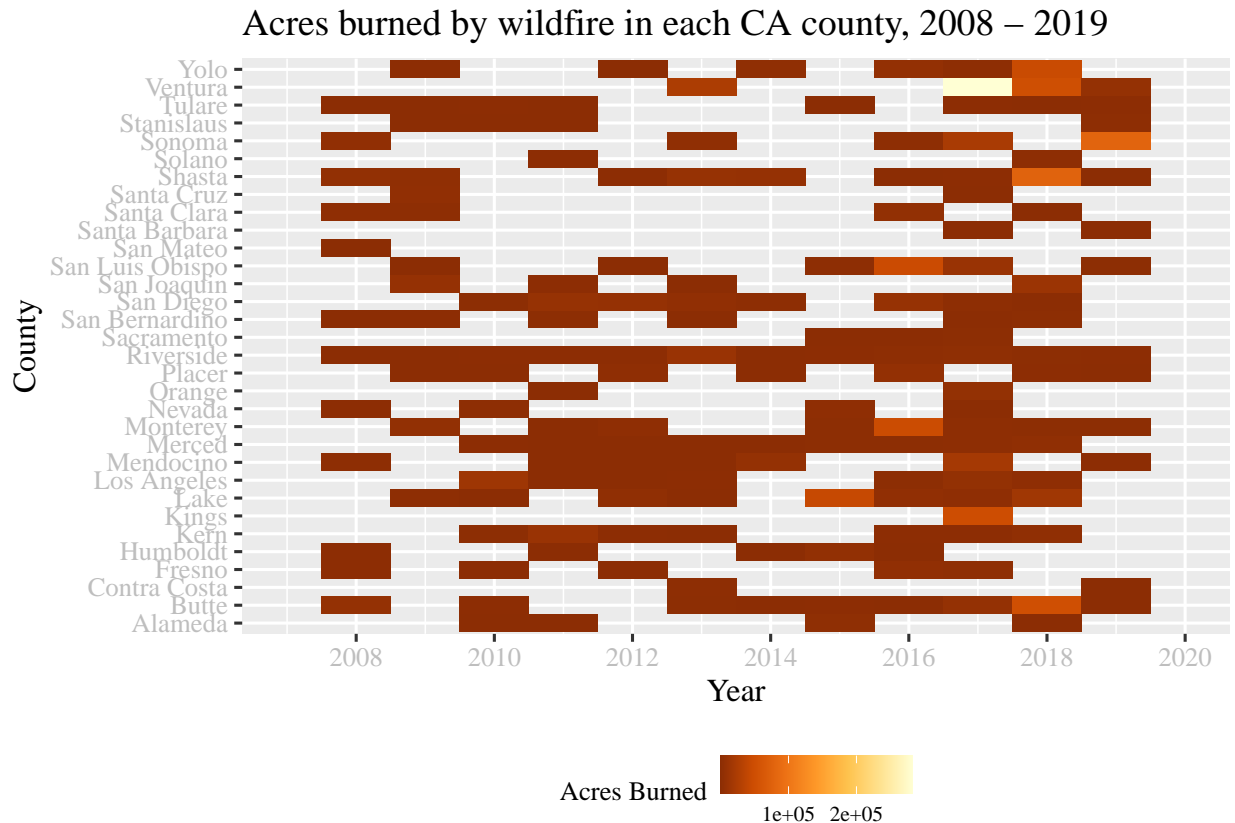 Acres burned by wildfire in each CA county, 2008 – 2019
County
Yolo
Ventura
Tulare
Stanislaus
Sonoma
Solano
Shasta
Santa Cruz
Santa Clara
Santa Barbara
San Mateo
San Luis Obispo
San Joaquin
San Diego
San Bernardino
Sacramento
Riverside
Placer
Orange
Nevada
Monterey
Merced
Mendocino
Los Angeles
Lake
Kings
Kern
Humboldt
Fresno
Contra Costa
Butte
Alameda
2008 2010 2012 2014 2016 2018 2020
Year
Acres Burned
1e+05 2e+05